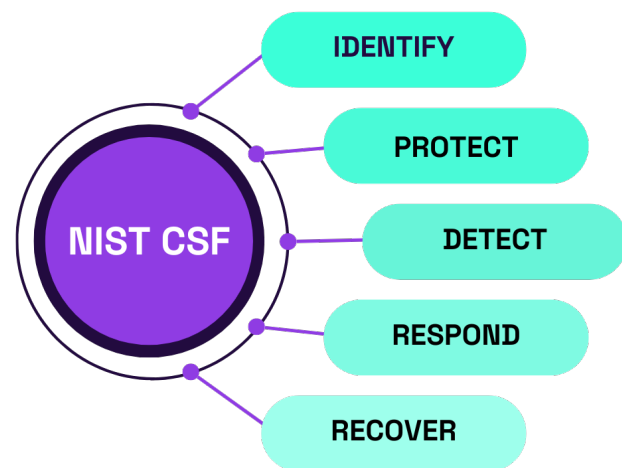 IDENTIFY
PROTECT
NIST CSF
DETECT
RESPOND
RECOVER